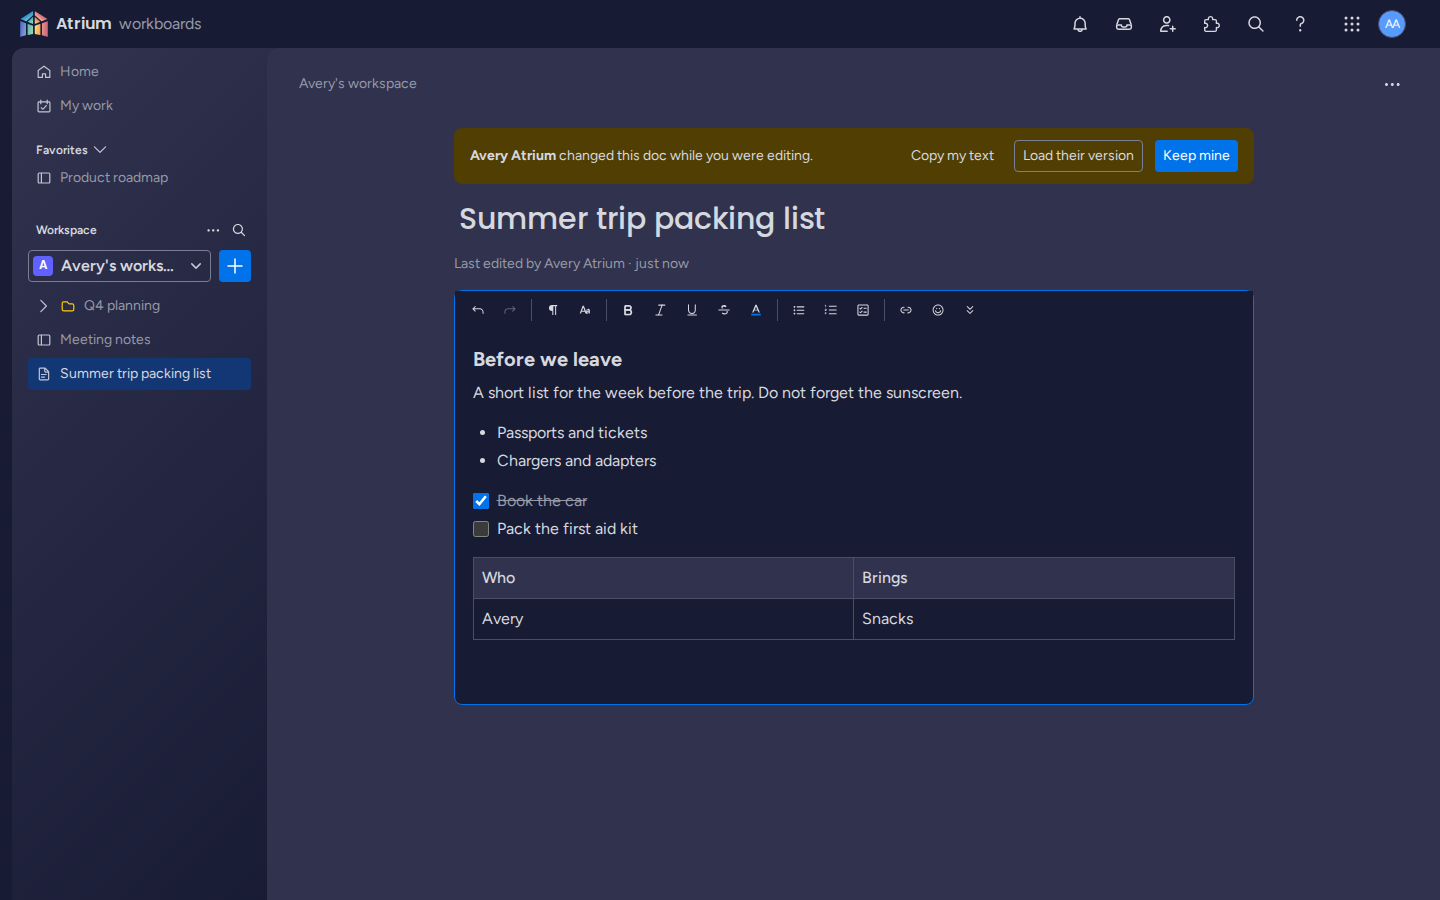 Atrium workboards
AA
Home
My work
Favorites
Product roadmap
Workspace
A Avery's works...
Q4 planning
Meeting notes
Summer trip packing list
Avery's workspace
Avery Atrium changed this doc while you were editing. Copy my text Load their version Keep mine
Summer trip packing list
Last edited by Avery Atrium · just now
Before we leave
A short list for the week before the trip. Do not forget the sunscreen.
• Passports and tickets
• Chargers and adapters
Book the car
Pack the first aid kit
Who Brings
Avery Snacks